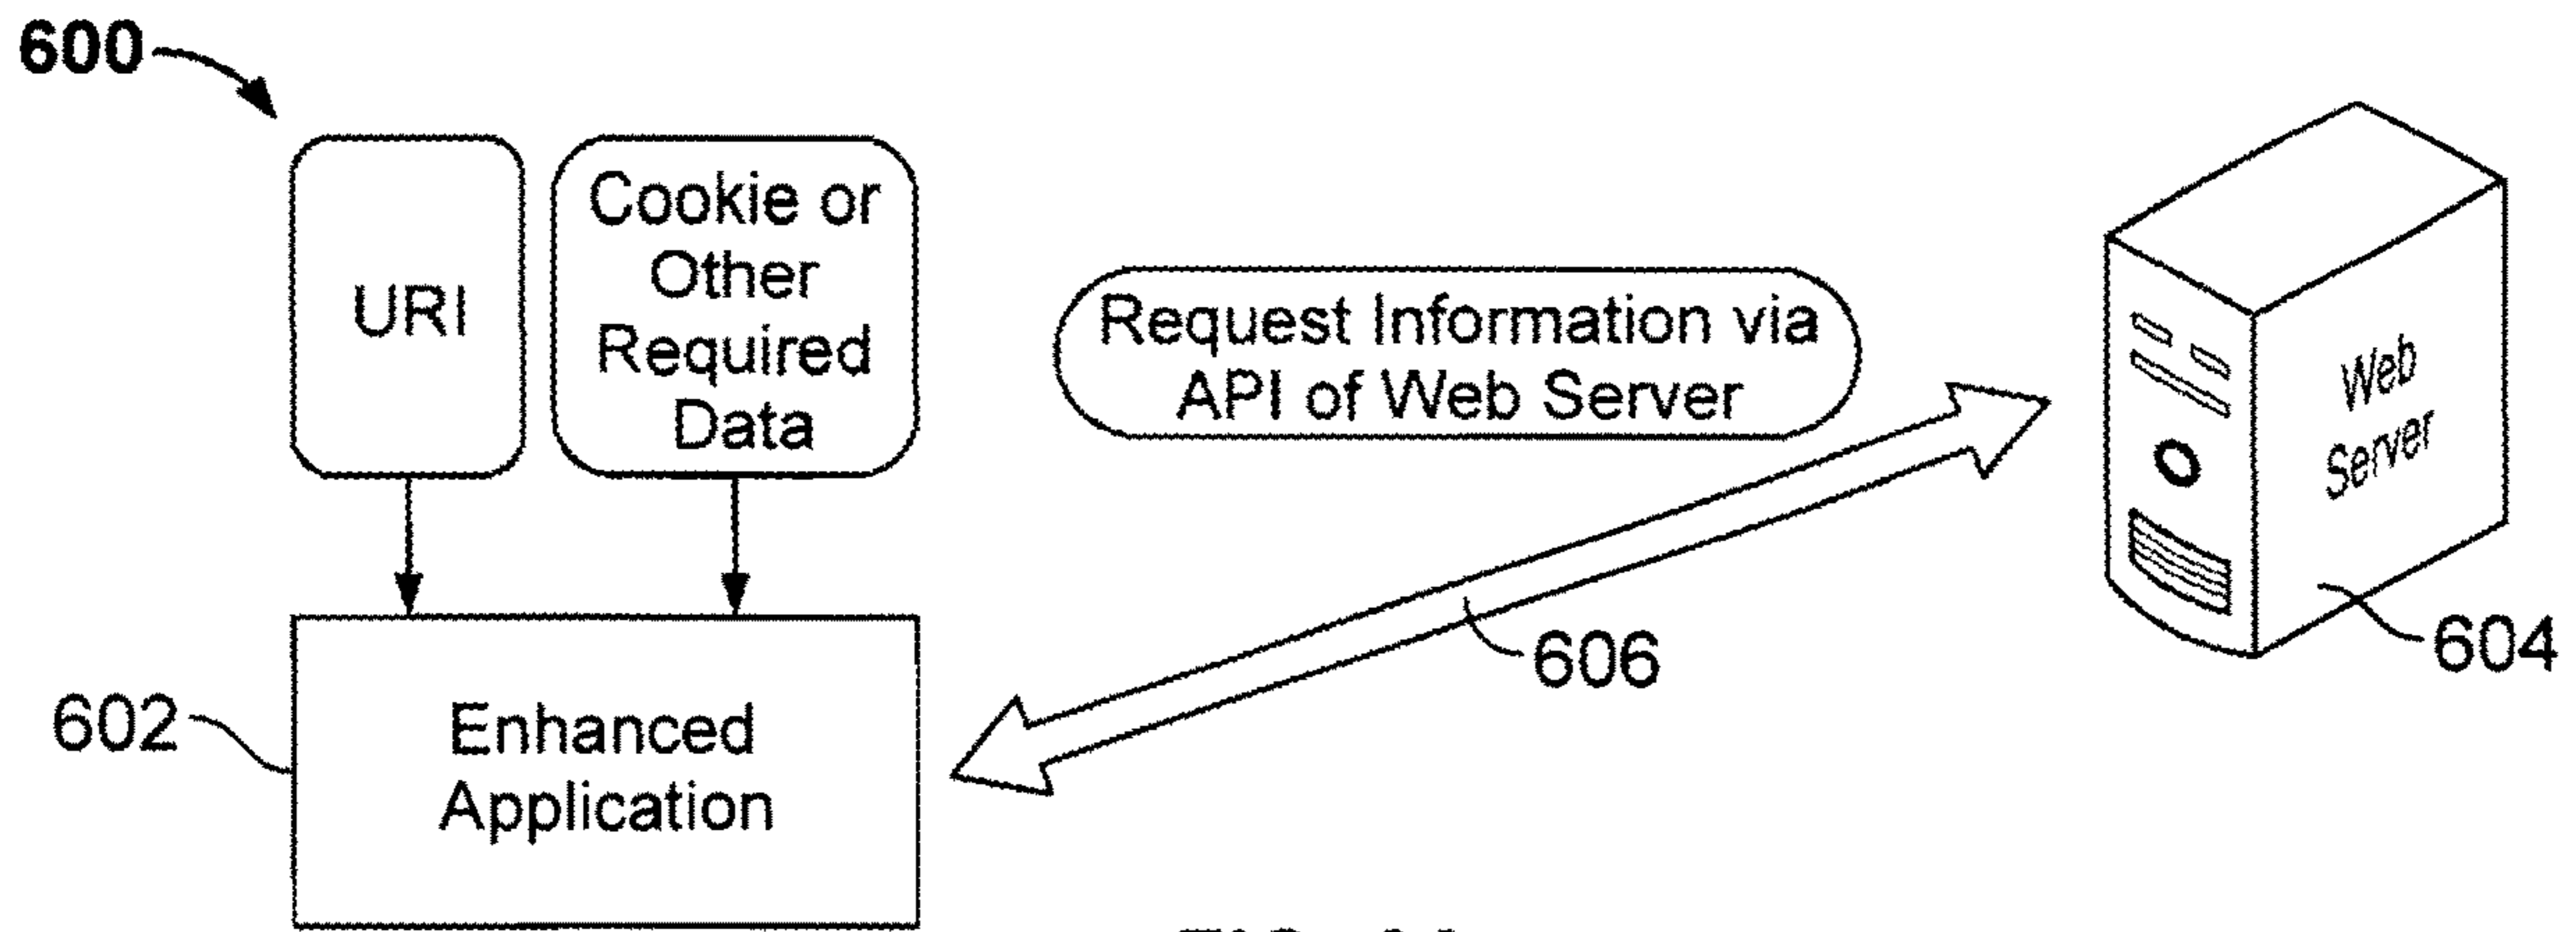 600
URI
Cookie or
Other
Required
Data
Request Information via
API of Web Server
Web
Server
604
606
602
Enhanced
Application